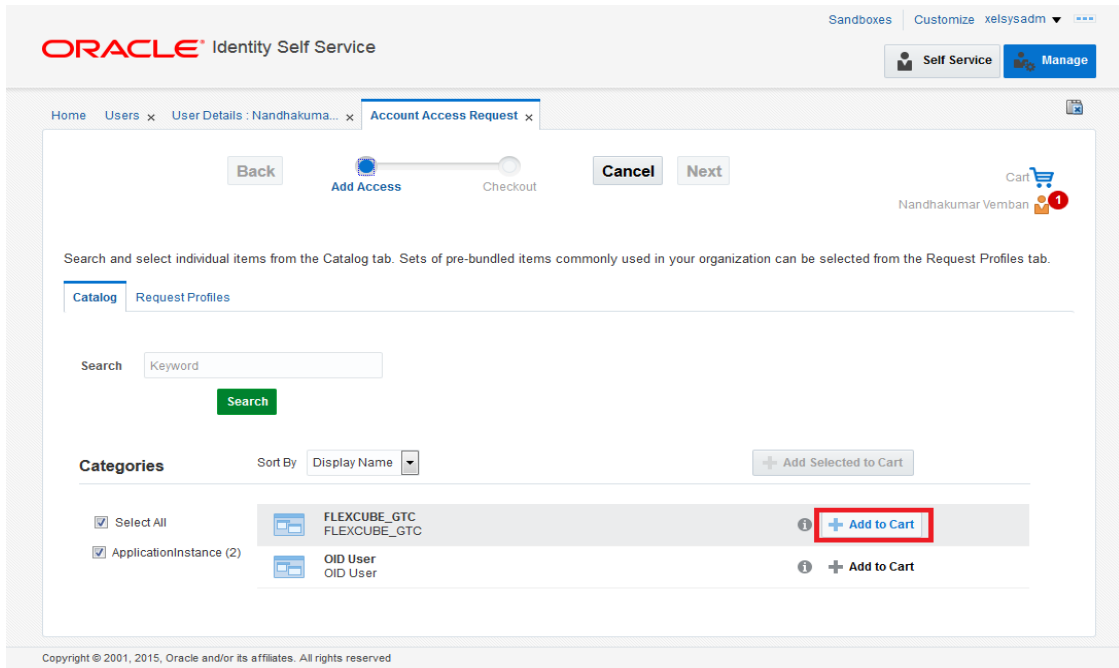 Sandboxes Customize xelsysadm
ORACLE® Identity Self Service
Self Service Manage
Home Users x User Details : Nandhakuma... x Account Access Request x
Back Cancel Next
Add Access Checkout
Cart
Nandhakumar Vemban 1
Search and select individual items from the Catalog tab. Sets of pre-bundled items commonly used in your organization can be selected from the Request Profiles tab.
Catalog Request Profiles
Search Keyword
Search
Categories Sort By Display Name Add Selected to Cart
Select All
ApplicationInstance (2)
FLEXCUBE_GTC
FLEXCUBE_GTC
Add to Cart
OID User
OID User
Add to Cart
Copyright © 2001, 2015, Oracle and/or its affiliates. All rights reserved